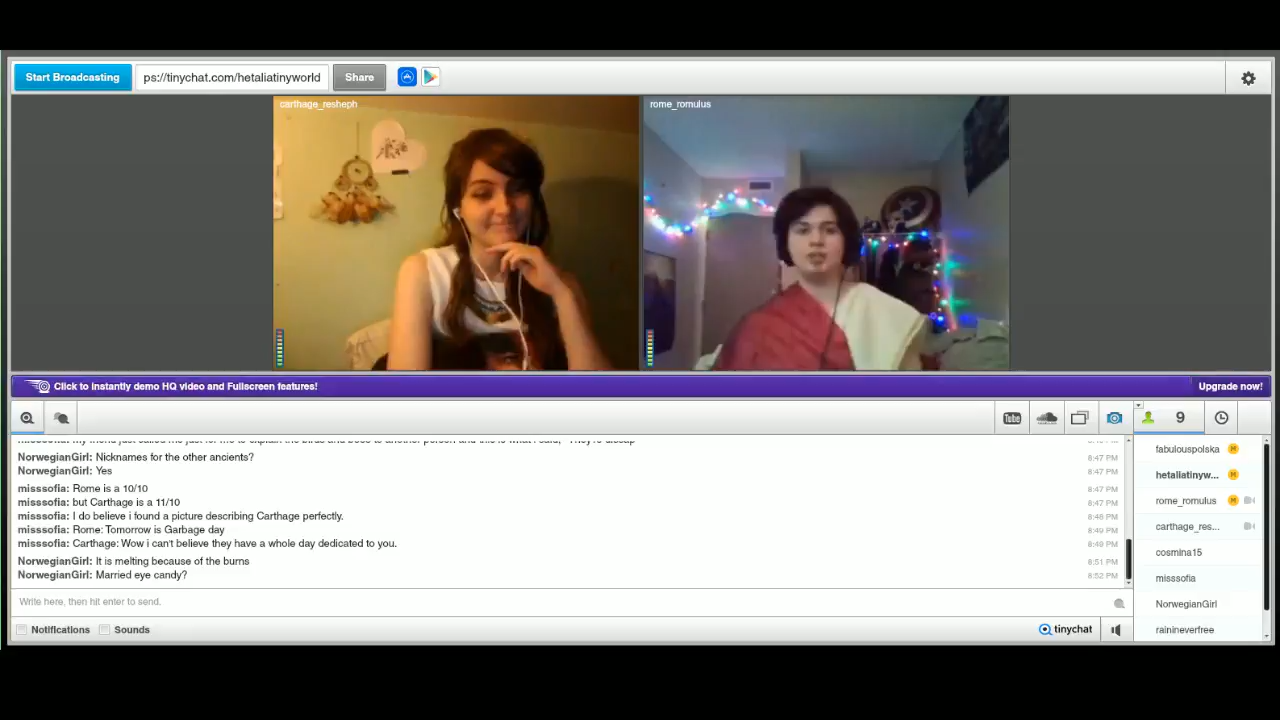 Start Broadcasting
ps://tinychat.com/hetaliatinyworld
Share
carthage_resheph
rome_romulus
Click to instantly demo HQ video and Fullscreen features!
Upgrade now!
You Tube
9
NorwegianGirl: Nicknames for the other ancients?
8:47 PM
NorwegianGirl: Yes
8:47 PM
misssofia: Rome is a 10/10
8:47 PM
misssofia: but Carthage is a 11/10
8:47 PM
misssofia: I do believe i found a picture describing Carthage perfectly.
8:48 PM
misssofia: Rome: Tomorrow is Garbage day
8:49 PM
misssofia: Carthage: Wow i can't believe they have a whole day dedicated to you.
8:49 PM
NorwegianGirl: It is melting because of the burns
8:51 PM
NorwegianGirl: Married eye candy?
8:52 PM
fabulouspolska M
hetaliatinyw... M
rome_romulus M
carthage_res...
cosmina15
misssofia
NorwegianGirl
rainineverfree
Write here, then hit enter to send.
Notifications
Sounds
tinychat